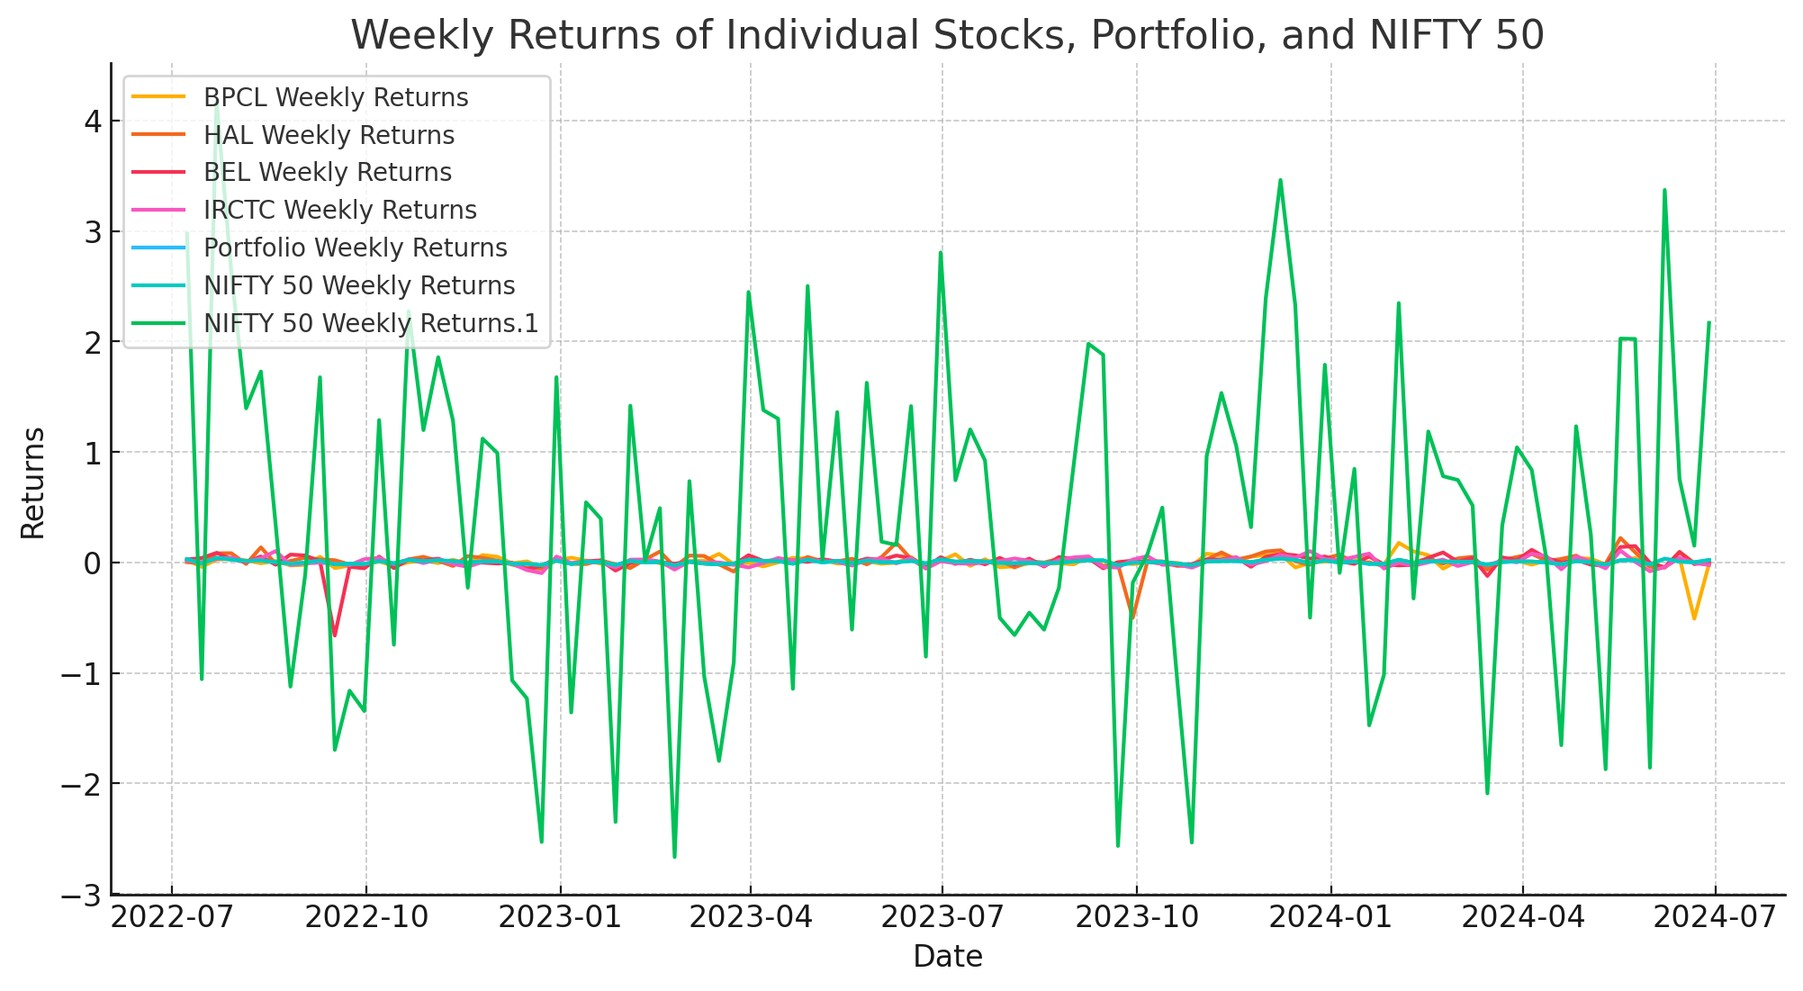 Weekly Returns of Individual Stocks, Portfolio, and NIFTY 50
BPCL Weekly Returns
HAL Weekly Returns
BEL Weekly Returns
IRCTC Weekly Returns
Portfolio Weekly Returns
NIFTY 50 Weekly Returns
NIFTY 50 Weekly Returns.1
Returns
4
3
2
1
0
−1
−2
−3
2022-07 2022-10 2023-01 2023-04 2023-07 2023-10 2024-01 2024-04 2024-07
Date